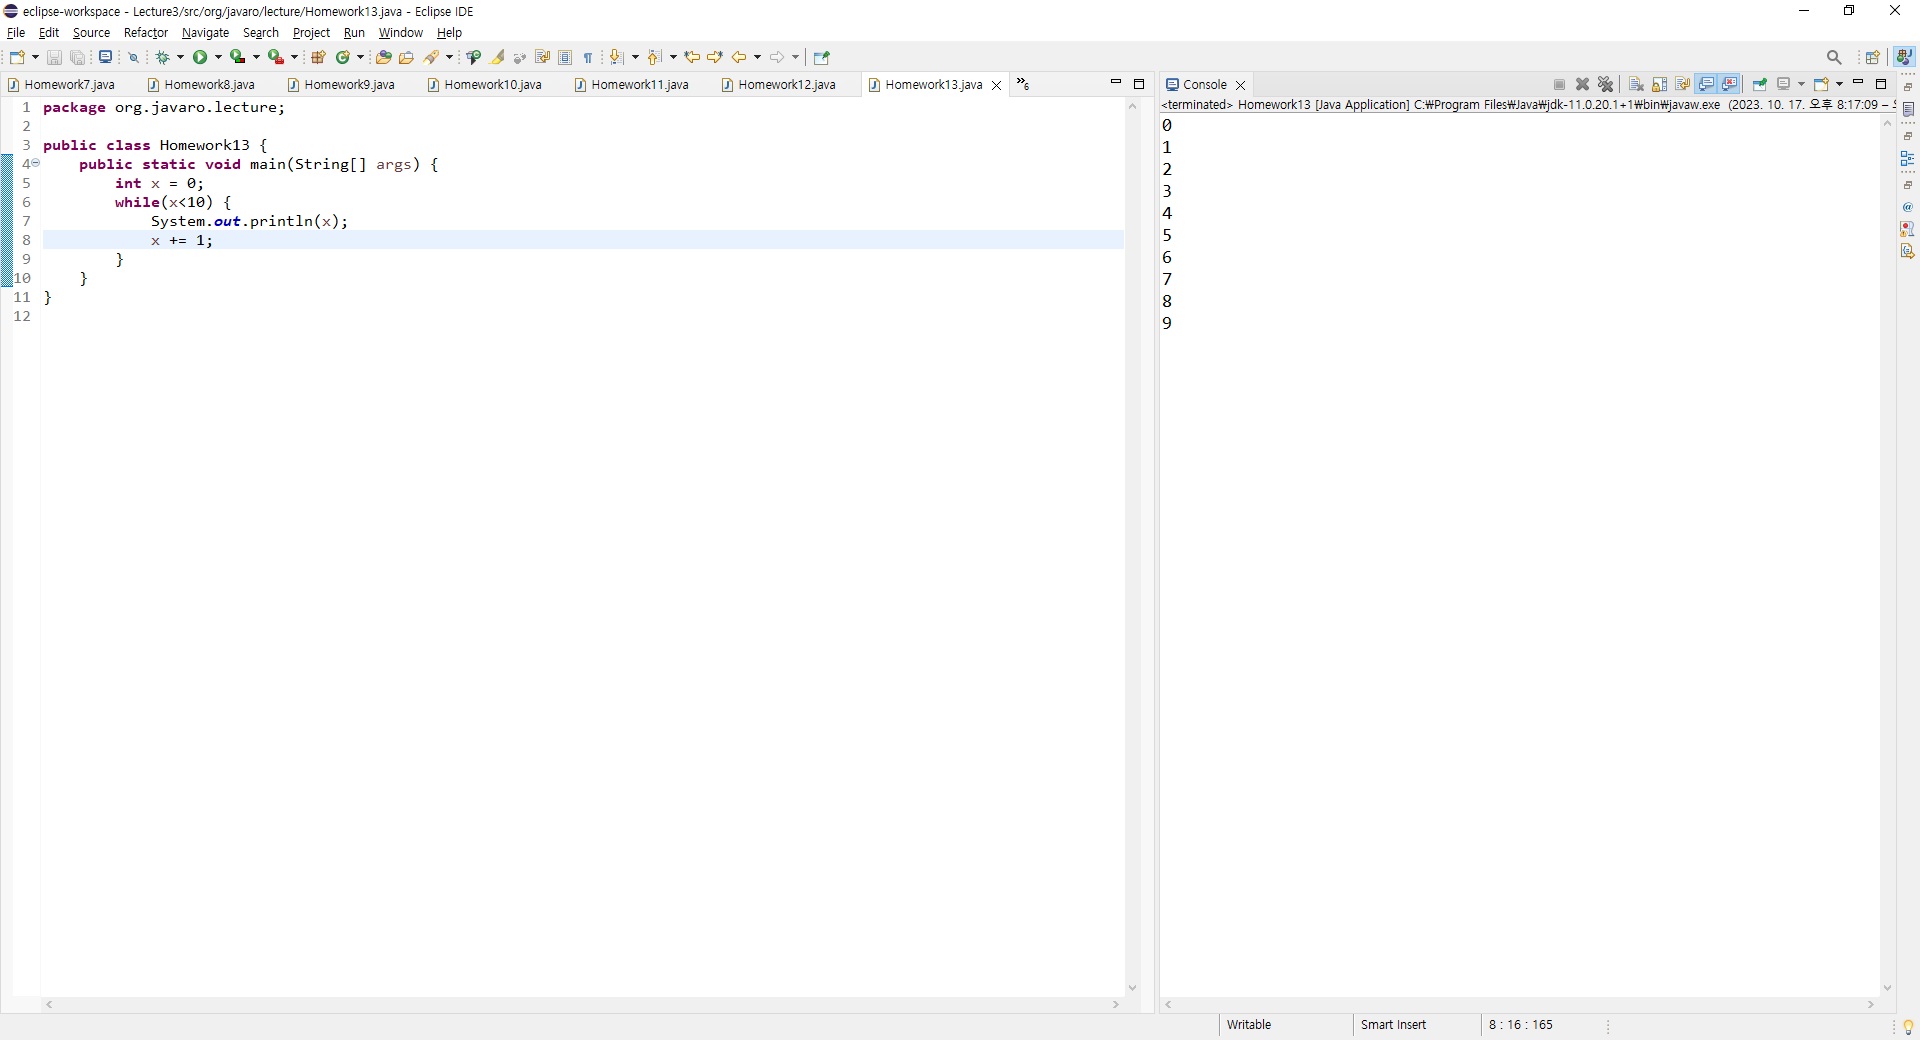 eclipse-workspace - Lecture3/src/org/javaro/lecture/Homework13.java - Eclipse IDE
File Edit Source Refactor Navigate Search Project Run Window Help
Homework7.java Homework8.java Homework9.java Homework10.java Homework11.java Homework12.java Homework13.java »6
1 package org.javaro.lecture;
2
3 public class Homework13 {
4 public static void main(String[] args) {
5 int x = 0;
6 while(x<10) {
7 System.out.println(x);
8 x += 1;
9 }
10 }
11 }
12
Console
<terminated> Homework13 [Java Application] C:₩Program Files₩Java₩jdk-11.0.20.1+1₩bin₩javaw.exe (2023. 10. 17. 오후 8:17:09 –
0
1
2
3
4
5
6
7
8
9
Writable Smart Insert 8 : 16 : 165